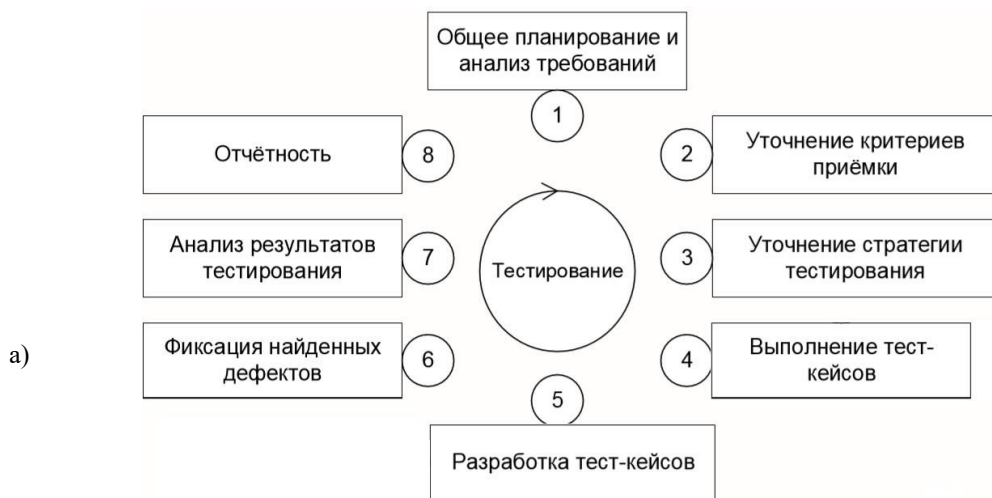 Общее планирование и
анализ требований
1
8
Отчётность
2
Уточнение критериев
приёмки
7
Анализ результатов
тестирования
Тестирование
3
Уточнение стратегии
тестирования
а)
6
Фиксация найденных
дефектов
4
Выполнение тест-
кейсов
5
Разработка тест-кейсов